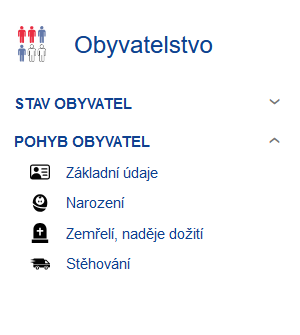 Obyvatelstvo
STAV OBYVATEL
POHYB OBYVATEL
Základní údaje
Narození
Zemřelí, naděje dožití
Stěhování